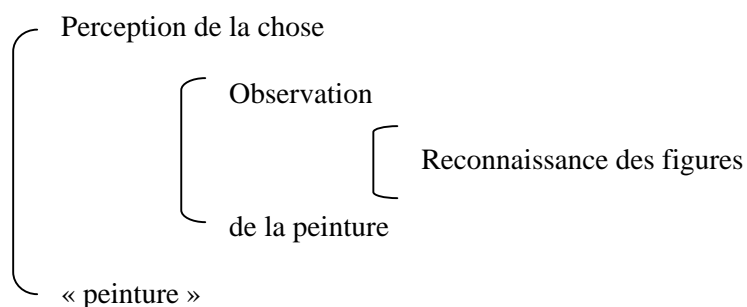 Perception de la chose
Observation
Reconnaissance des figures
de la peinture
« peinture »